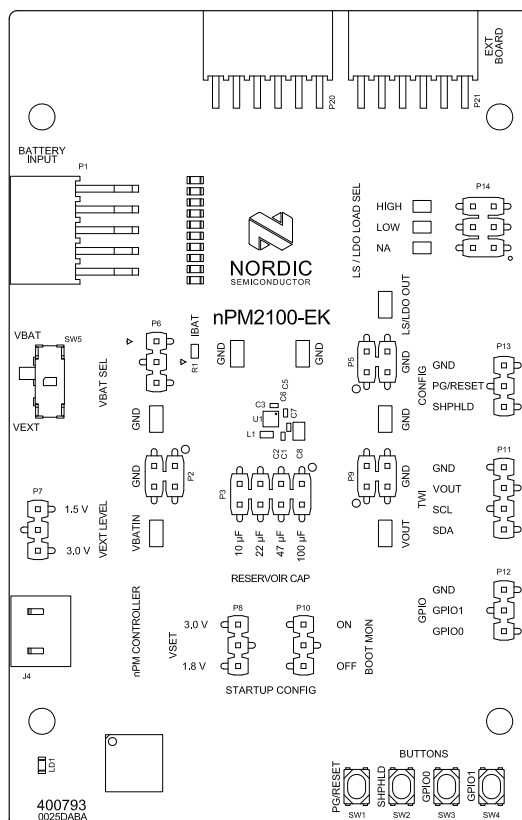 EXT
BOARD
P20
P21
BATTERY
INPUT
P1
LS / LDO LOAD SEL
HIGH
LOW
NA
P14
NORDIC
SEMICONDUCTOR
nPM2100-EK
LS/LDO OUT
VBAT
SW5
VEXT
VBAT SEL
P6
IBAT
R1
GND
GND
P5
GND
CONFIG
P13
GND
PG/RESET
SHPHLD
GND
C3
C5
C6
C7
U1
L1
C2
C1
C8
GND
GND
P2
VBATIN
P3
10 µF
22 µF
47 µF
100 µF
RESERVOIR CAP
P9
GND
VOUT
TWI
P11
GND
VOUT
SCL
SDA
P7
1.5 V
3.0 V
VEXT LEVEL
J4
nPM CONTROLLER
VSET
P8
3,0 V
1.8 V
P10
ON
OFF
BOOT MON
STARTUP CONFIG
GPIO
P12
GND
GPIO1
GPIO0
LD1
400793
0025DABA
BUTTONS
PG/RESET
SHPHLD
GPIO0
GPIO1
SW1
SW2
SW3
SW4